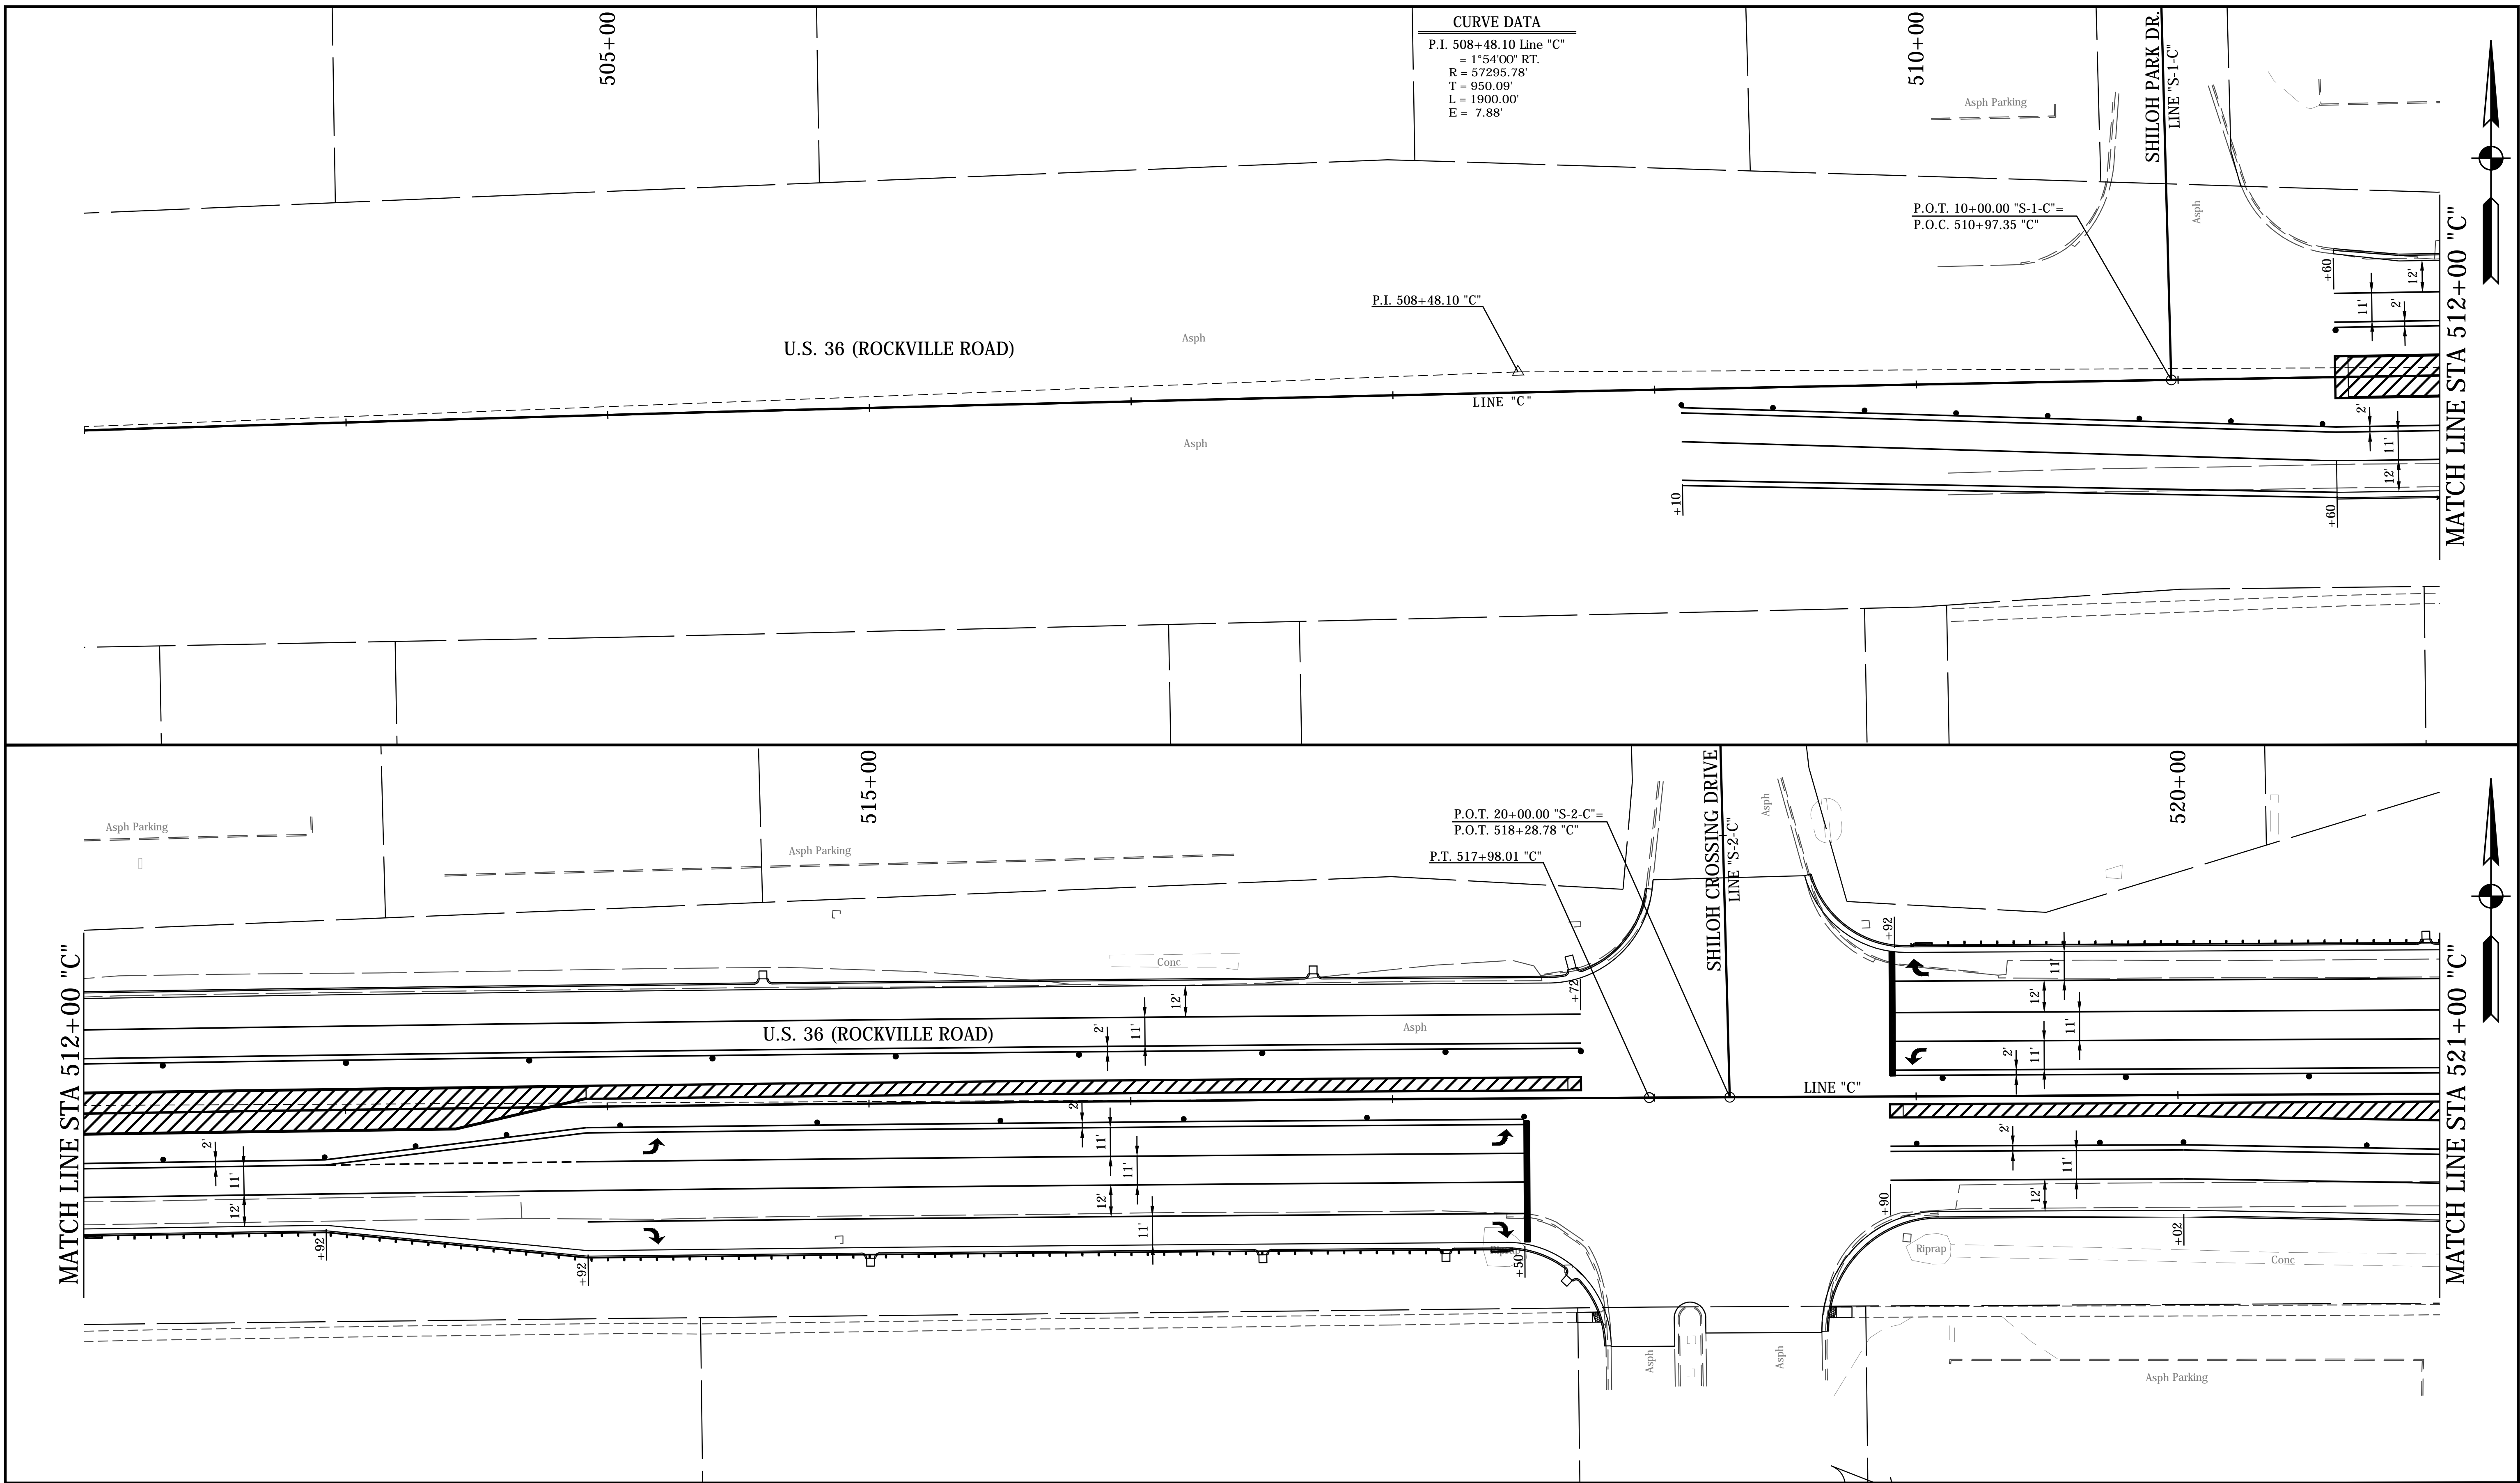 505+00
CURVE DATA
P.I. 508+48.10 Line "C"
= 1°54'00" RT.
R = 57295.78'
T = 950.09'
L = 1900.00'
E = 7.88'
510+00
SHILOH PARK DR.
LINE "S-1-C"
Asph Parking
Asph
P.O.T. 10+00.00 "S-1-C"=
P.O.C. 510+97.35 "C"
P.I. 508+48.10 "C"
U.S. 36 (ROCKVILLE ROAD)
Asph
LINE "C"
Asph
+60
12'
11'
2'
2'
11'
12'
+10
+60
MATCH LINE STA 512+00 "C"
MATCH LINE STA 512+00 "C"
Asph Parking
515+00
Asph Parking
P.O.T. 20+00.00 "S-2-C"=
P.O.T. 518+28.78 "C"
P.T. 517+98.01 "C"
SHILOH CROSSING DRIVE
LINE "S-2-C"
Asph
520+00
+92
Conc
+72
12'
11'
2'
U.S. 36 (ROCKVILLE ROAD)
Asph
11'
12'
11'
11'
2'
LINE "C"
2'
11'
12'
2'
11'
11'
12'
11'
2'
11'
12'
+92
+92
+50
Riprap
+90
+02
Riprap
Conc
Asph
Asph
Asph Parking
MATCH LINE STA 521+00 "C"